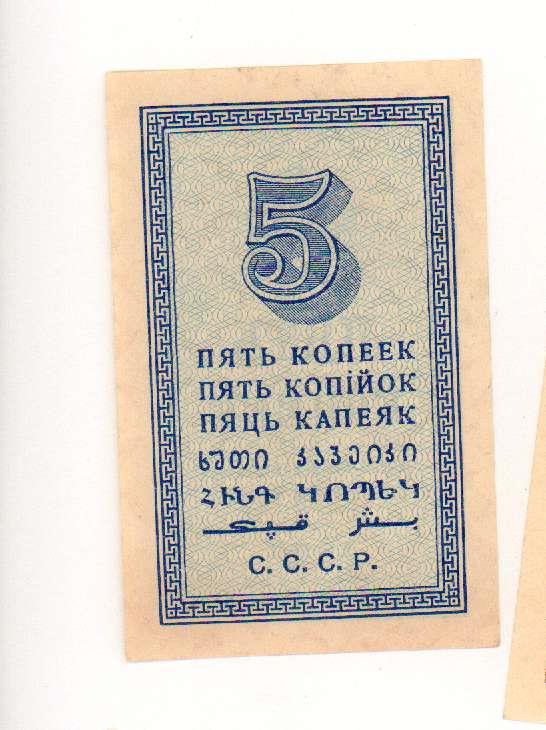 5
ПЯТЬ КОПЕЕК
ПЯТЬ КОПІЙОК
ПЯЦЬ КАПЕЯК
ხუთი კაპეიკი
ՀԻՆԳ ԿՈՊԵԿ
بش قپك
С. С. С. Р.